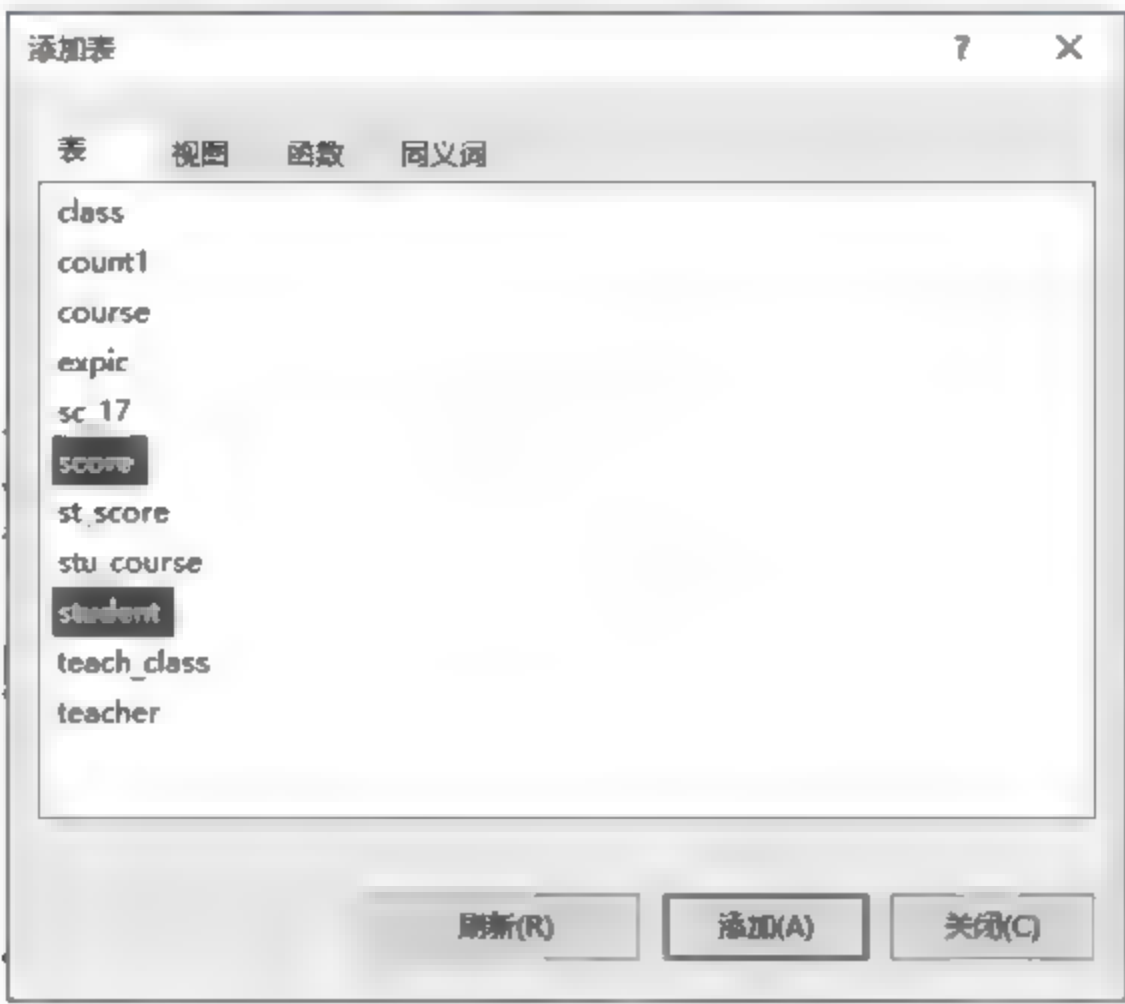 添加表 ? ×
表 视图 函数 同义词
class
count1
course
expic
sc_17
score
st_score
stu_course
student
teach_class
teacher
刷新(R) 添加(A) 关闭(C)